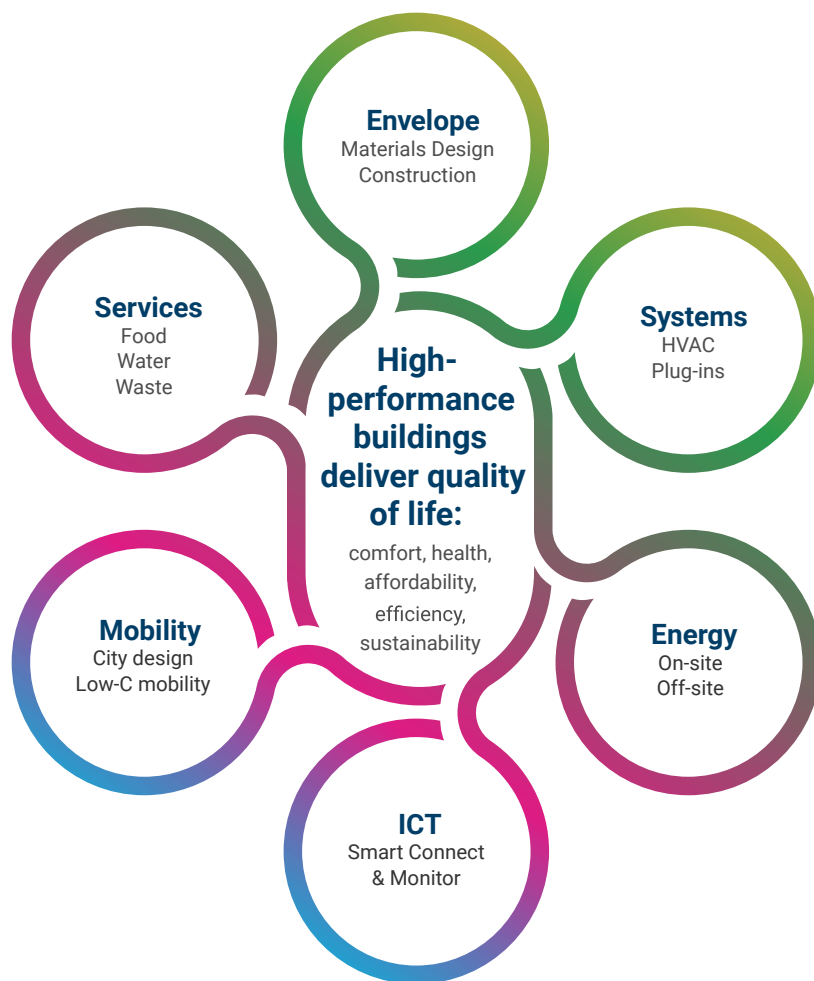 Envelope
Materials Design
Construction
Services
Food
Water
Waste
Systems
HVAC
Plug-ins
High-
performance
buildings
deliver quality
of life:
comfort, health,
affordability,
efficiency,
sustainability
Mobility
City design
Low-C mobility
Energy
On-site
Off-site
ICT
Smart Connect
& Monitor